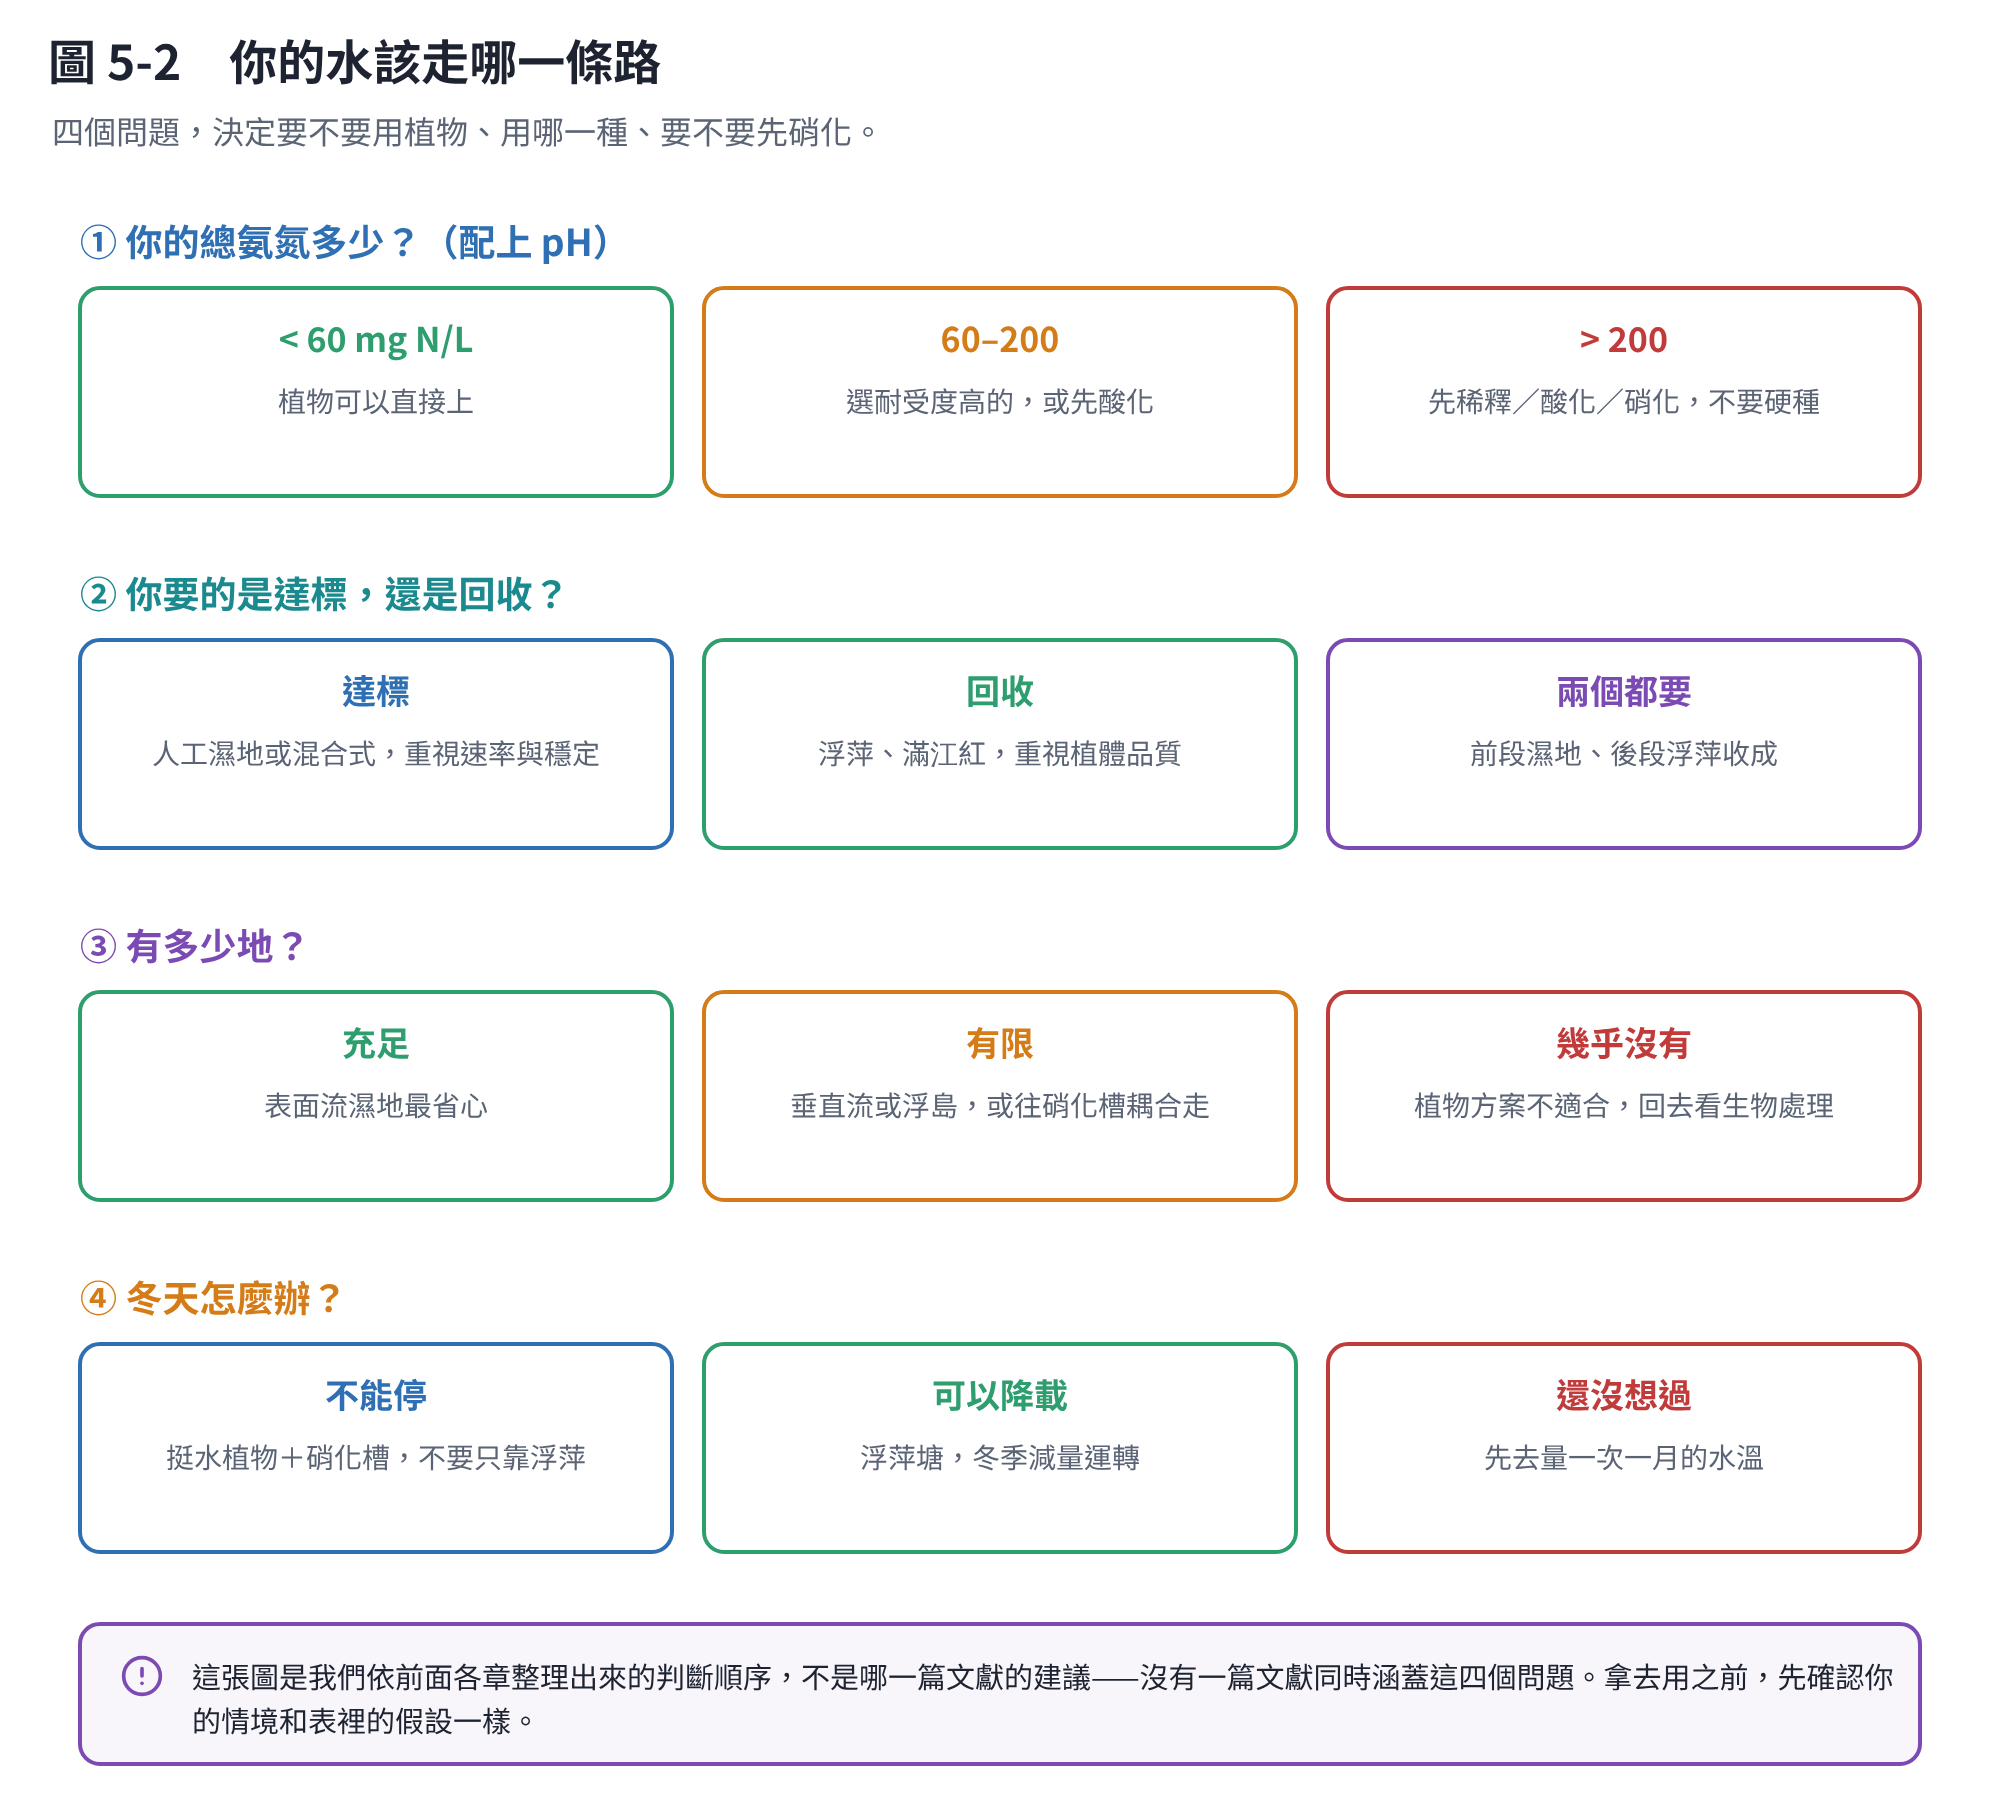 圖 5-2　你的水該走哪一條路
四個問題，決定要不要用植物、用哪一種、要不要先硝化。
① 你的總氨氮多少？（配上 pH）
< 60 mg N/L
植物可以直接上
60–200
選耐受度高的，或先酸化
> 200
先稀釋／酸化／硝化，不要硬種
② 你要的是達標，還是回收？
達標
人工濕地或混合式，重視速率與穩定
回收
浮萍、滿江紅，重視植體品質
兩個都要
前段濕地、後段浮萍收成
③ 有多少地？
充足
表面流濕地最省心
有限
垂直流或浮島，或往硝化槽耦合走
幾乎沒有
植物方案不適合，回去看生物處理
④ 冬天怎麼辦？
不能停
挺水植物＋硝化槽，不要只靠浮萍
可以降載
浮萍塘，冬季減量運轉
還沒想過
先去量一次一月的水溫
這張圖是我們依前面各章整理出來的判斷順序，不是哪一篇文獻的建議——沒有一篇文獻同時涵蓋這四個問題。拿去用之前，先確認你
的情境和表裡的假設一樣。